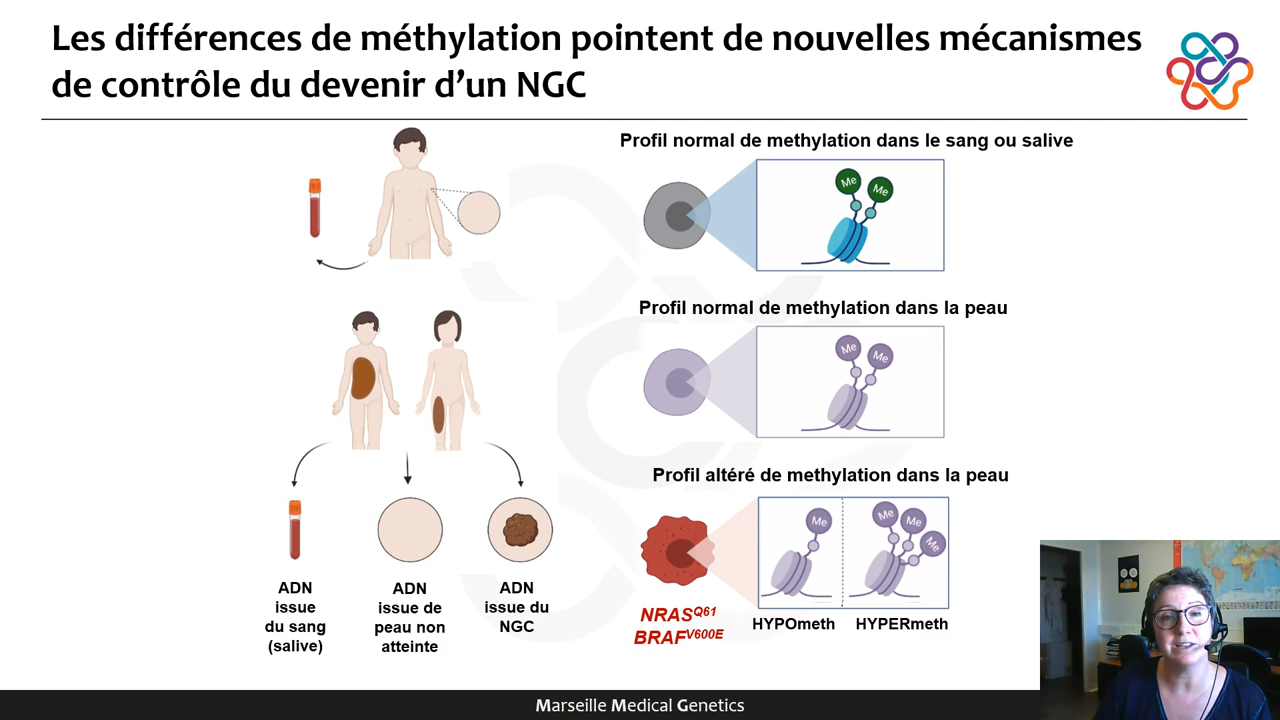 Les différences de méthylation pointent de nouvelles mécanismes
de contrôle du devenir d'un NGC
Profil normal de methylation dans le sang ou salive
Me
Me
Profil normal de methylation dans la peau
Me
Me
Profil altéré de methylation dans la peau
Me
Me
Me
Me
NRASQ61
BRAFV600E
HYPOmeth
HYPERmeth
ADN
issue
du sang
(salive)
ADN
issue de
peau non
atteinte
ADN
issue du
NGC
Marseille Medical Genetics